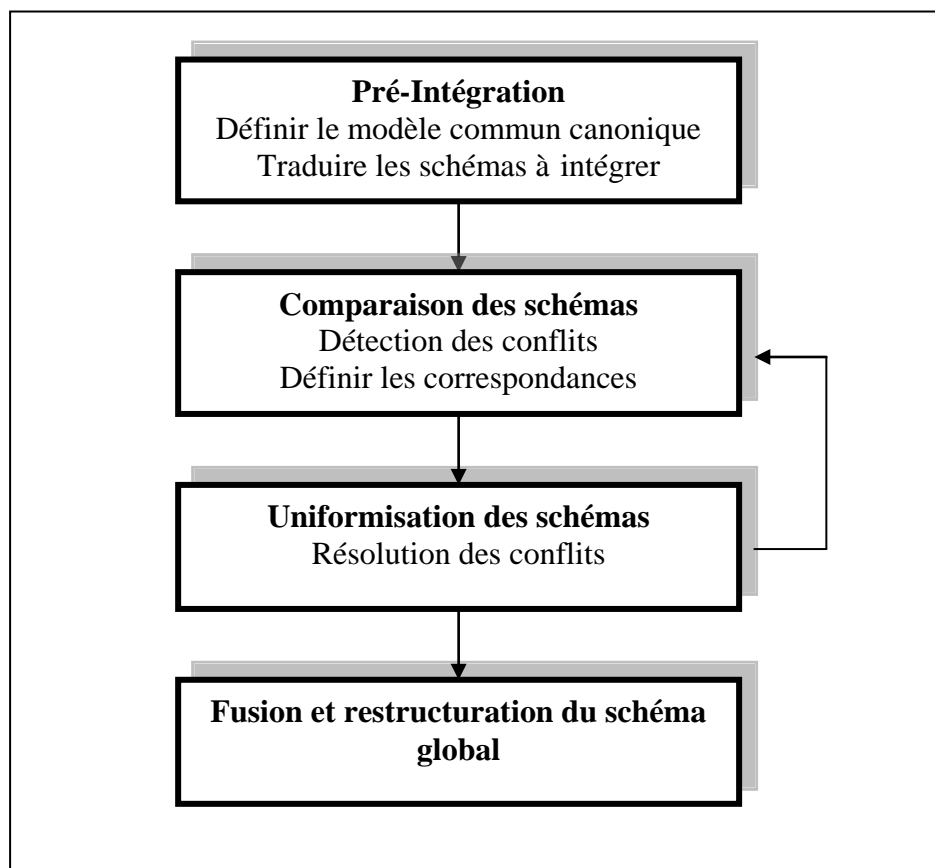 Pré-Intégration
Définir le modèle commun canonique
Traduire les schémas à intégrer
Comparaison des schémas
Détection des conflits
Définir les correspondances
Uniformisation des schémas
Résolution des conflits
Fusion et restructuration du schéma
global